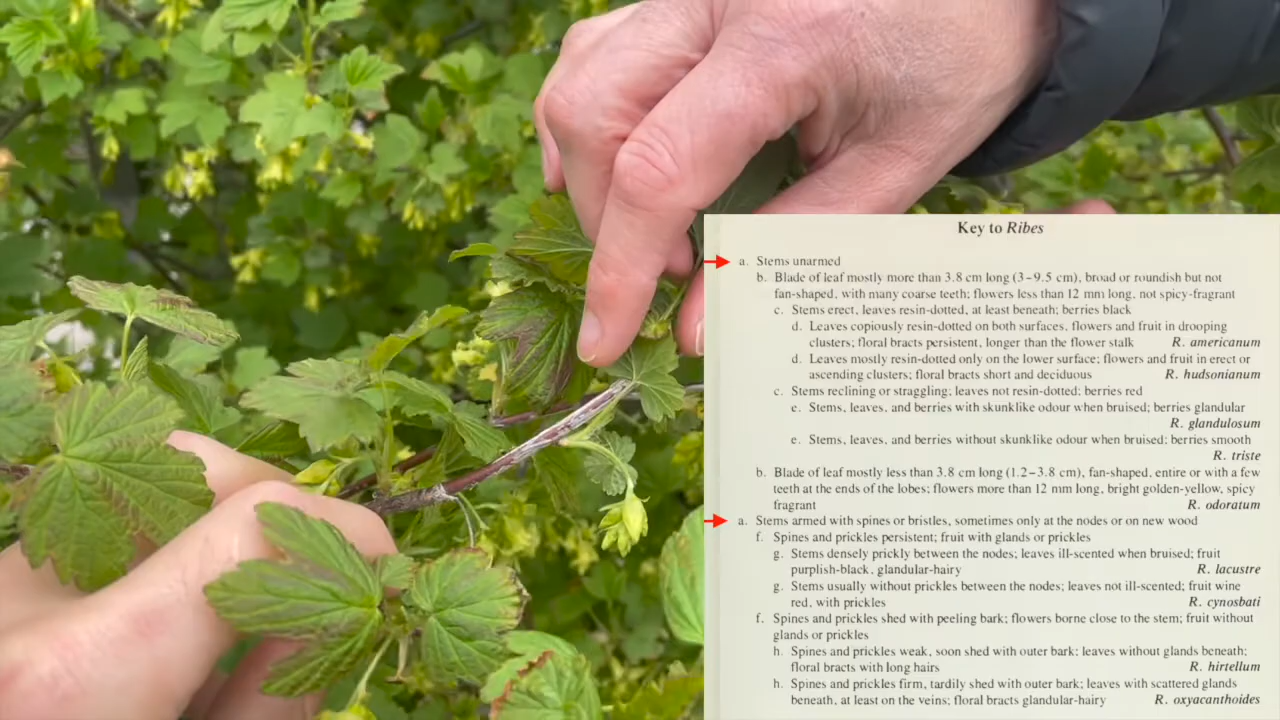 Key to Ribes
a. Stems unarmed
b. Blade of leaf mostly more than 3.8 cm long (3–9.5 cm), broad or roundish but not
fan-shaped, with many coarse teeth; flowers less than 12 mm long, not spicy-fragrant
c. Stems erect, leaves resin-dotted, at least beneath; berries black
d. Leaves copiously resin-dotted on both surfaces, flowers and fruit in drooping
clusters; floral bracts persistent, longer than the flower stalk R. americanum
d. Leaves mostly resin-dotted only on the lower surface; flowers and fruit in erect or
ascending clusters; floral bracts short and deciduous R. hudsonianum
c. Stems reclining or straggling; leaves not resin-dotted; berries red
e. Stems, leaves, and berries with skunklike odour when bruised; berries glandular
R. glandulosum
e. Stems, leaves, and berries without skunklike odour when bruised; berries smooth
R. triste
b. Blade of leaf mostly less than 3.8 cm long (1.2–3.8 cm), fan-shaped, entire or with a few
teeth at the ends of the lobes; flowers more than 12 mm long, bright golden-yellow, spicy
fragrant R. odoratum
a. Stems armed with spines or bristles, sometimes only at the nodes or on new wood
f. Spines and prickles persistent; fruit with glands or prickles
g. Stems densely prickly between the nodes; leaves ill-scented when bruised; fruit
purplish-black, glandular-hairy R. lacustre
g. Stems usually without prickles between the nodes; leaves not ill-scented; fruit wine
red, with prickles R. cynosbati
f. Spines and prickles shed with peeling bark; flowers borne close to the stem; fruit without
glands or prickles
h. Spines and prickles weak, soon shed with outer bark; leaves without glands beneath;
floral bracts with long hairs R. hirtellum
h. Spines and prickles firm, tardily shed with outer bark; leaves with scattered glands
beneath, at least on the veins; floral bracts glandular-hairy R. oxyacanthoides